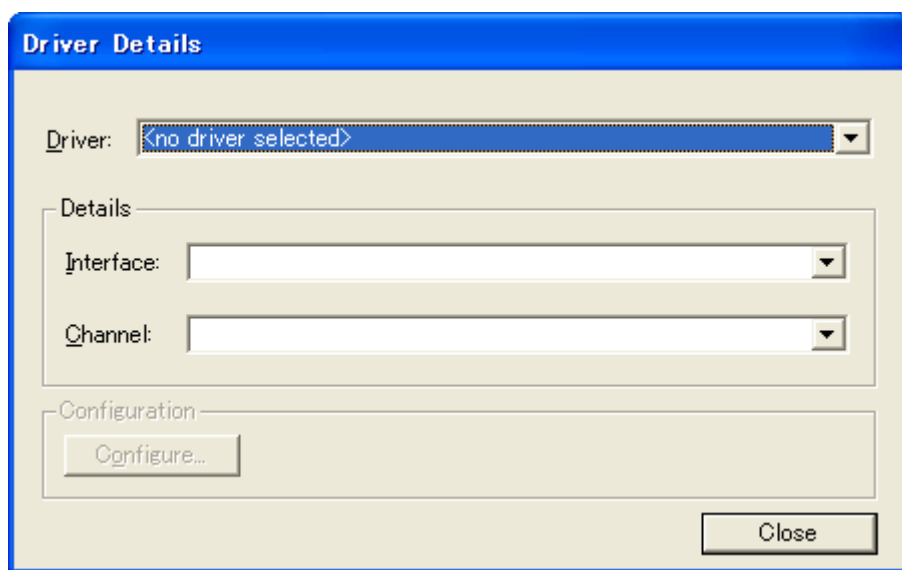 Driver Details
Driver: <no driver selected>
Details
Interface:
Channel:
Configuration
Configure...
Close